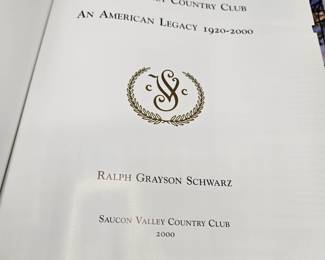 Country Club
An American Legacy 1920-2000
C C
Ralph Grayson Schwarz
Saucon Valley Country Club
2000